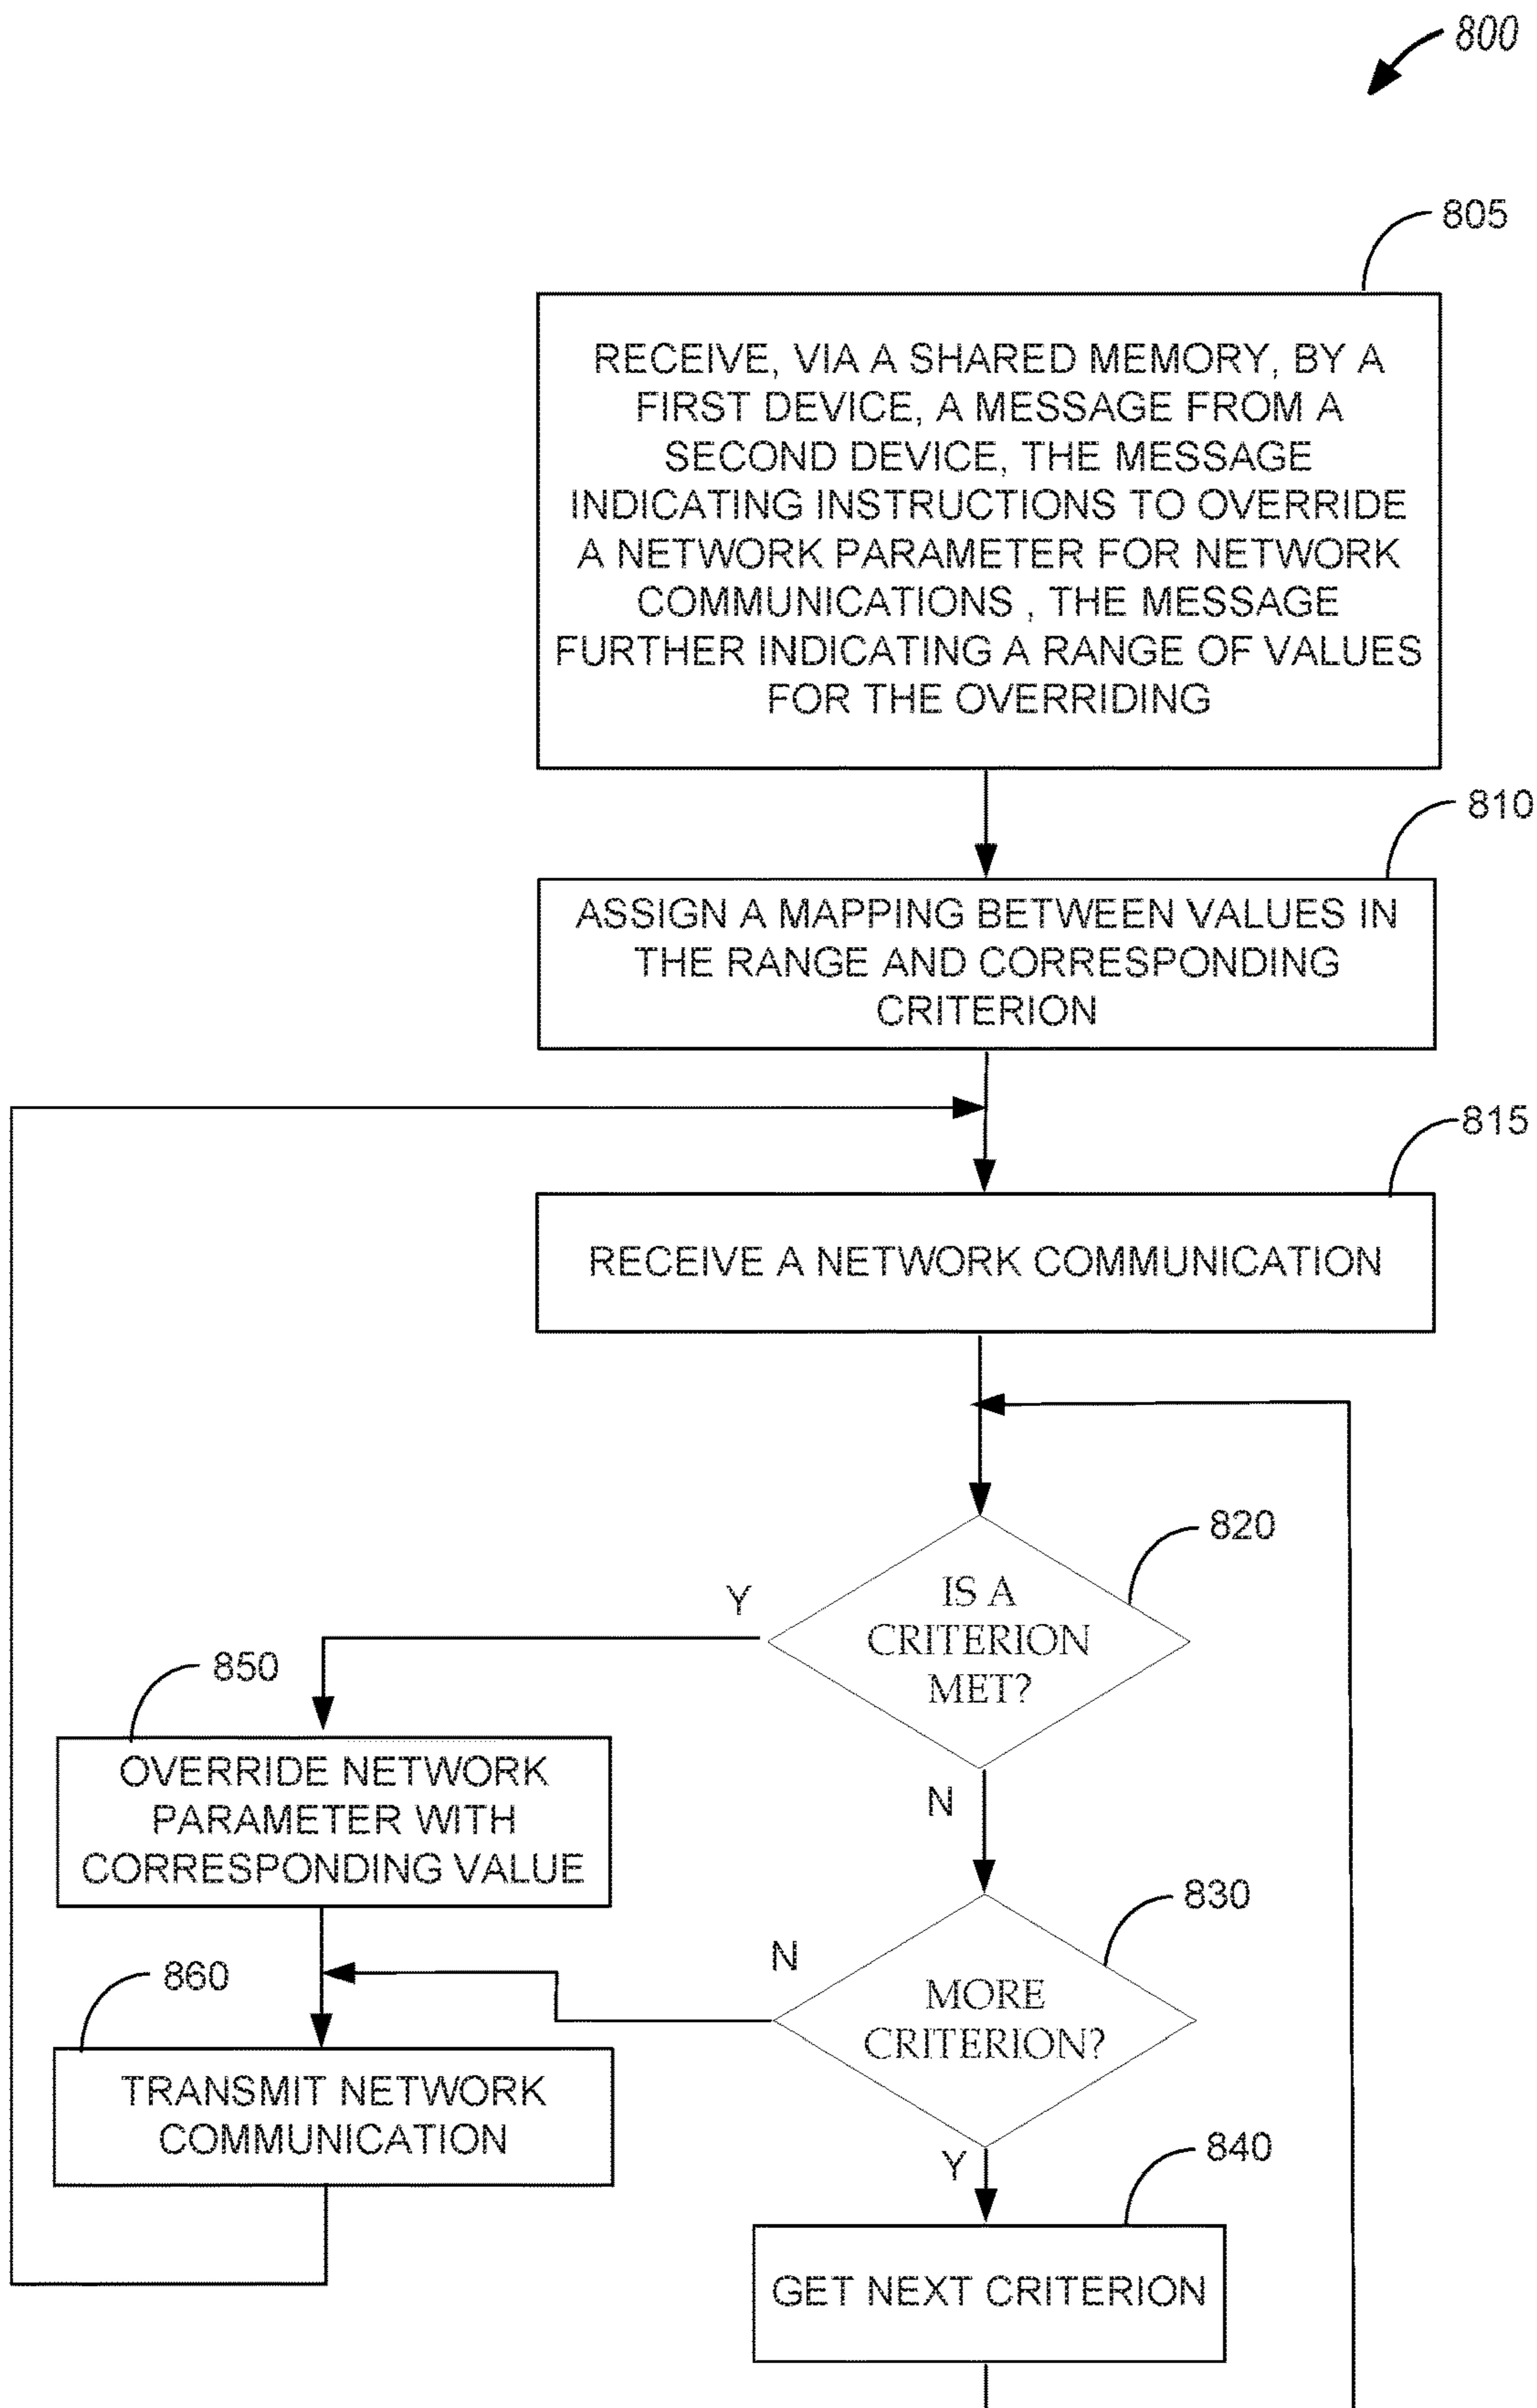 800
805
RECEIVE, VIA A SHARED MEMORY, BY A
FIRST DEVICE, A MESSAGE FROM A
SECOND DEVICE, THE MESSAGE
INDICATING INSTRUCTIONS TO OVERRIDE
A NETWORK PARAMETER FOR NETWORK
COMMUNICATIONS , THE MESSAGE
FURTHER INDICATING A RANGE OF VALUES
FOR THE OVERRIDING
810
ASSIGN A MAPPING BETWEEN VALUES IN
THE RANGE AND CORRESPONDING
CRITERION
815
RECEIVE A NETWORK COMMUNICATION
820
IS A
CRITERION
MET?
Y
N
850
OVERRIDE NETWORK
PARAMETER WITH
CORRESPONDING VALUE
830
MORE
CRITERION?
N
Y
860
TRANSMIT NETWORK
COMMUNICATION
840
GET NEXT CRITERION